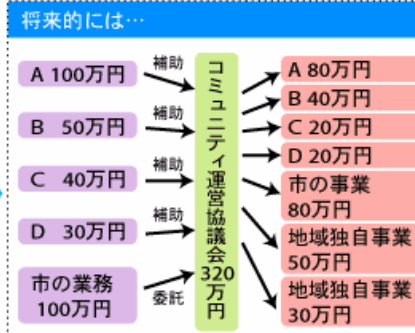 将来的には…
A 100万円
補助
B 50万円
補助
C 40万円
補助
D 30万円
補助
市の業務
100万円
委託
コミュニティ運営協議会320万円
A 80万円
B 40万円
C 20万円
D 20万円
市の事業
80万円
地域独自事業
50万円
地域独自事業
30万円